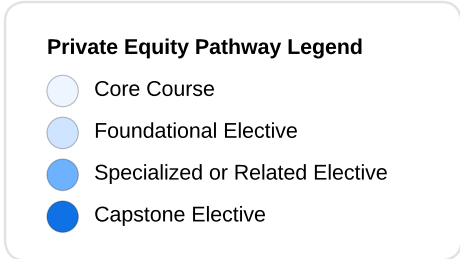 Private Equity Pathway Legend
Core Course
Foundational Elective
Specialized or Related Elective
Capstone Elective